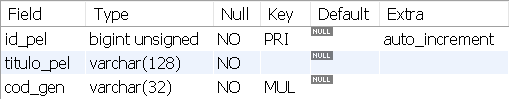 Field Type Null Key Default Extra
id_pel bigint unsigned NO PRI NULL auto_increment
titulo_pel varchar(128) NO NULL
cod_gen varchar(32) NO MUL NULL